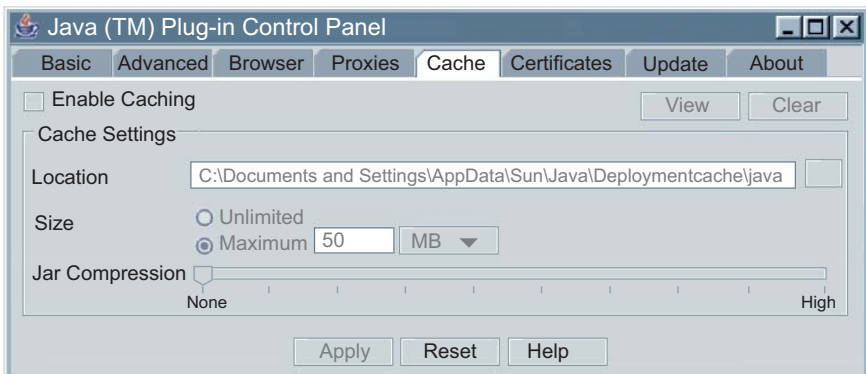 Java (TM) Plug-in Control Panel
Basic Advanced Browser Proxies Cache Certificates Update About
Enable Caching View Clear
Cache Settings
Location C:\Documents and Settings\AppData\Sun\Java\Deploymentcache\java
Size Unlimited
Maximum 50 MB
Jar Compression
None High
Apply Reset Help